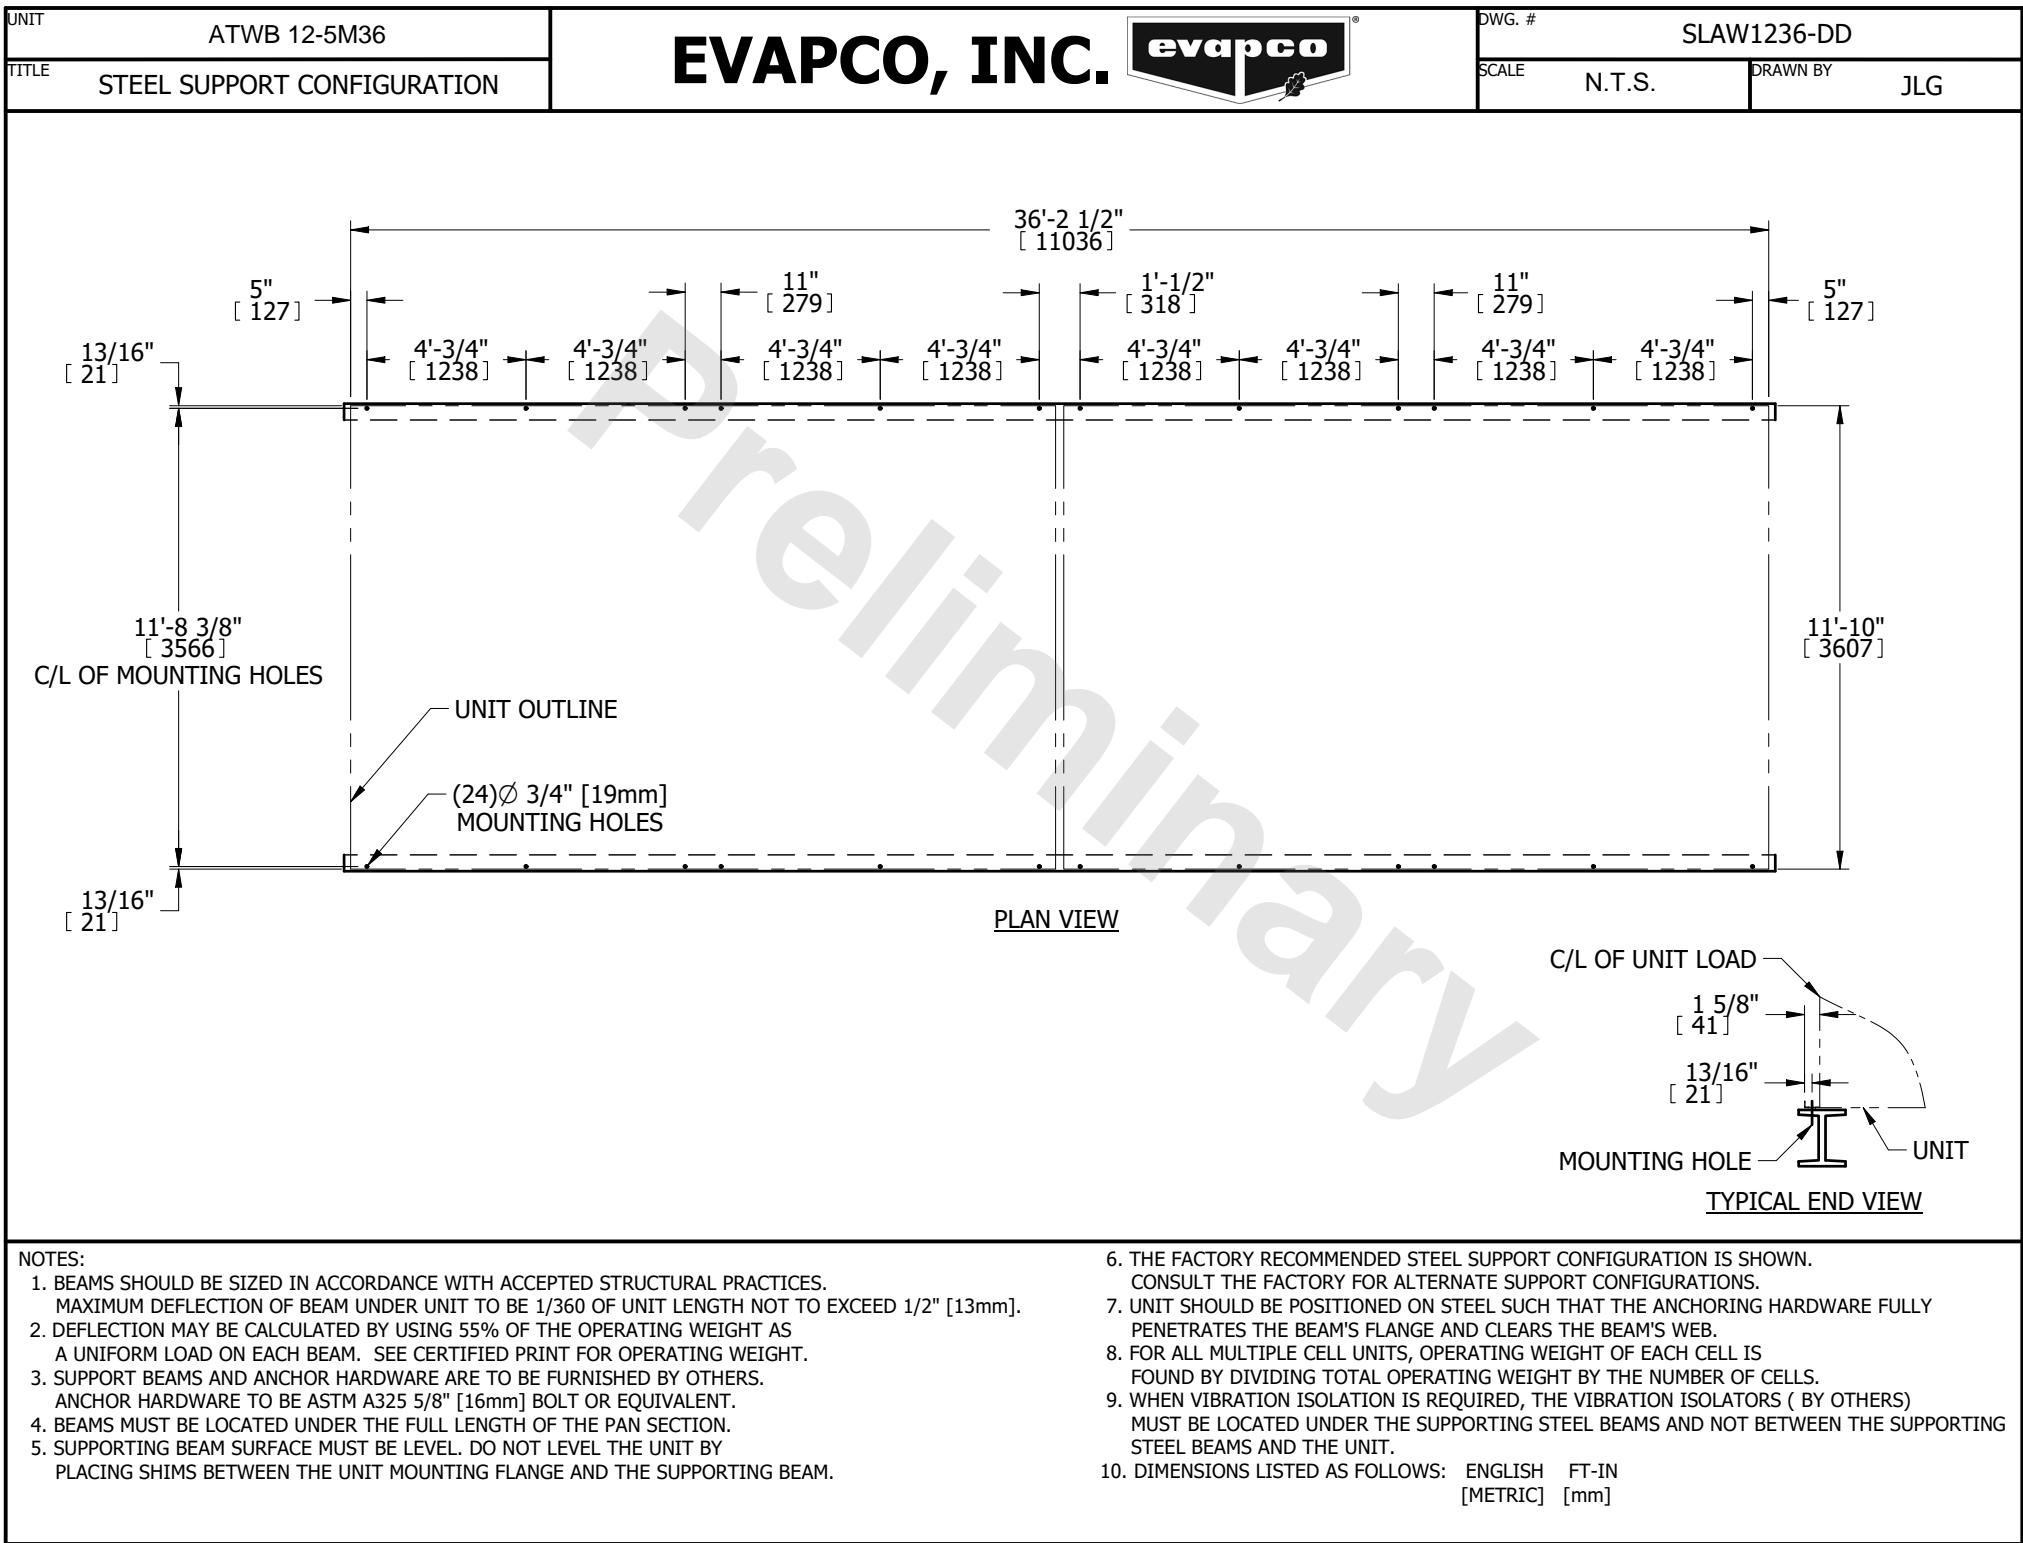 UNIT
ATWB 12-5M36
TITLE
STEEL SUPPORT CONFIGURATION
EVAPCO, INC.
evapco
®
DWG. #
SLAW1236-DD
SCALE
N.T.S.
DRAWN BY
JLG
36'-2 1/2"
[ 11036 ]
5"
[ 127 ]
11"
[ 279 ]
1'-1/2"
[ 318 ]
11"
[ 279 ]
5"
[ 127 ]
13/16"
[ 21 ]
4'-3/4"
[ 1238 ]
4'-3/4"
[ 1238 ]
4'-3/4"
[ 1238 ]
4'-3/4"
[ 1238 ]
4'-3/4"
[ 1238 ]
4'-3/4"
[ 1238 ]
4'-3/4"
[ 1238 ]
4'-3/4"
[ 1238 ]
11'-8 3/8"
[ 3566 ]
C/L OF MOUNTING HOLES
11'-10"
[ 3607 ]
UNIT OUTLINE
(24)∅ 3/4" [19mm]
MOUNTING HOLES
13/16"
[ 21 ]
PLAN VIEW
Preliminary
C/L OF UNIT LOAD
1 5/8"
[ 41 ]
13/16"
[ 21 ]
MOUNTING HOLE
UNIT
TYPICAL END VIEW
NOTES:
1. BEAMS SHOULD BE SIZED IN ACCORDANCE WITH ACCEPTED STRUCTURAL PRACTICES.
MAXIMUM DEFLECTION OF BEAM UNDER UNIT TO BE 1/360 OF UNIT LENGTH NOT TO EXCEED 1/2" [13mm].
2. DEFLECTION MAY BE CALCULATED BY USING 55% OF THE OPERATING WEIGHT AS
A UNIFORM LOAD ON EACH BEAM. SEE CERTIFIED PRINT FOR OPERATING WEIGHT.
3. SUPPORT BEAMS AND ANCHOR HARDWARE ARE TO BE FURNISHED BY OTHERS.
ANCHOR HARDWARE TO BE ASTM A325 5/8" [16mm] BOLT OR EQUIVALENT.
4. BEAMS MUST BE LOCATED UNDER THE FULL LENGTH OF THE PAN SECTION.
5. SUPPORTING BEAM SURFACE MUST BE LEVEL. DO NOT LEVEL THE UNIT BY
PLACING SHIMS BETWEEN THE UNIT MOUNTING FLANGE AND THE SUPPORTING BEAM.
6. THE FACTORY RECOMMENDED STEEL SUPPORT CONFIGURATION IS SHOWN.
CONSULT THE FACTORY FOR ALTERNATE SUPPORT CONFIGURATIONS.
7. UNIT SHOULD BE POSITIONED ON STEEL SUCH THAT THE ANCHORING HARDWARE FULLY
PENETRATES THE BEAM'S FLANGE AND CLEARS THE BEAM'S WEB.
8. FOR ALL MULTIPLE CELL UNITS, OPERATING WEIGHT OF EACH CELL IS
FOUND BY DIVIDING TOTAL OPERATING WEIGHT BY THE NUMBER OF CELLS.
9. WHEN VIBRATION ISOLATION IS REQUIRED, THE VIBRATION ISOLATORS ( BY OTHERS)
MUST BE LOCATED UNDER THE SUPPORTING STEEL BEAMS AND NOT BETWEEN THE SUPPORTING
STEEL BEAMS AND THE UNIT.
10. DIMENSIONS LISTED AS FOLLOWS: ENGLISH FT-IN
[METRIC] [mm]